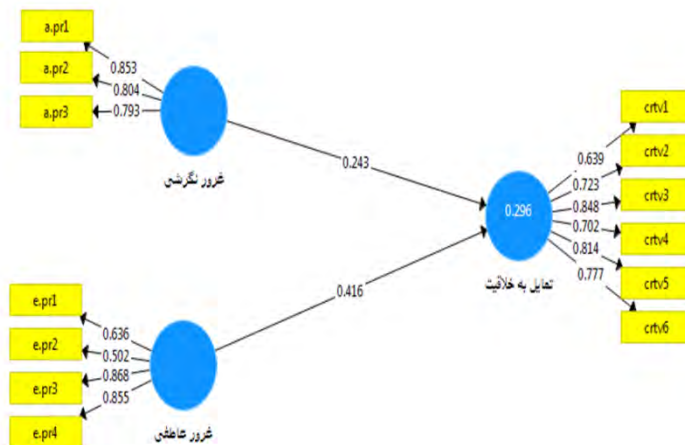 a.pr1
a.pr2
a.pr3
0.853
0.804
0.793
غرور نگرشی
0.243
e.pr1
e.pr2
e.pr3
e.pr4
0.636
0.502
0.868
0.855
غرور عاطفی
0.416
0.296
تمایل به خلاقیت
0.639
0.723
0.848
0.702
0.814
0.777
crtv1
crtv2
crtv3
crtv4
crtv5
crtv6